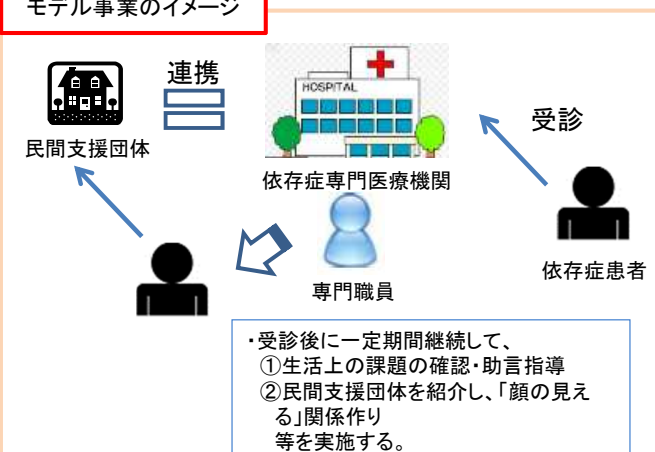 モデル事業のイメージ
連携
HOSPITAL
受診
民間支援団体
依存症専門医療機関
依存症患者
専門職員
・受診後に一定期間継続して、
①生活上の課題の確認・助言指導
②民間支援団体を紹介し、「顔の見え
る」関係作り
等を実施する。